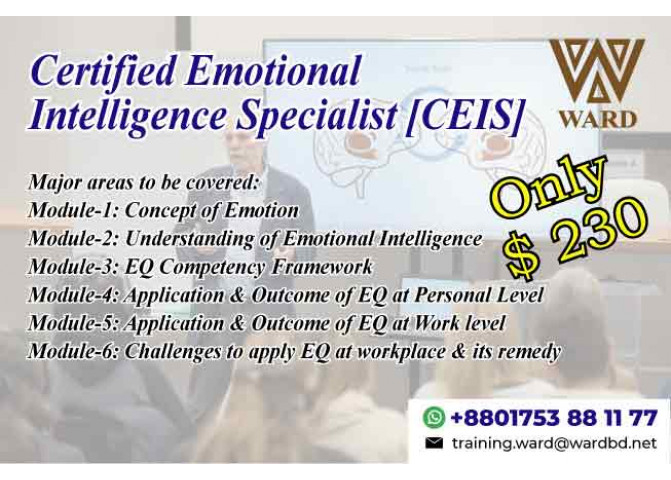 Certified Emotional
Intelligence Specialist [CEIS]
WARD
Major areas to be covered:
Module-1: Concept of Emotion
Module-2: Understanding of Emotional Intelligence
Module-3: EQ Competency Framework
Module-4: Application & Outcome of EQ at Personal Level
Module-5: Application & Outcome of EQ at Work level
Module-6: Challenges to apply EQ at workplace & its remedy
Only
$ 230
+8801753 88 11 77
training.ward@wardbd.net